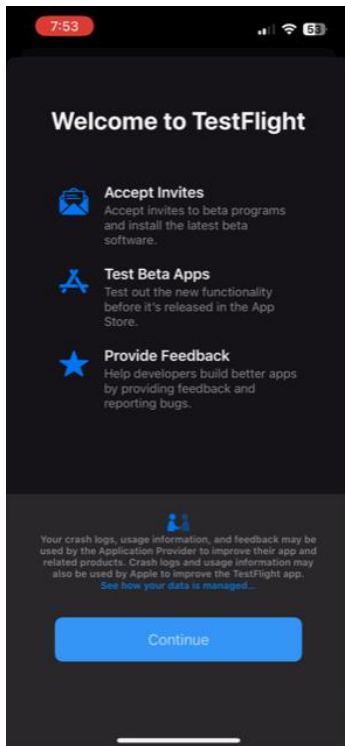 7:53
53
Welcome to TestFlight
Accept Invites
Accept invites to beta programs
and install the latest beta
software.
Test Beta Apps
Test out the new functionality
before it's released in the App
Store.
Provide Feedback
Help developers build better apps
by providing feedback and
reporting bugs.
Your crash logs, usage information, and feedback may be
used by the Application Provider to improve their app and
related products. Crash logs and usage information may
also be used by Apple to improve the TestFlight app.
See how your data is managed...
Continue